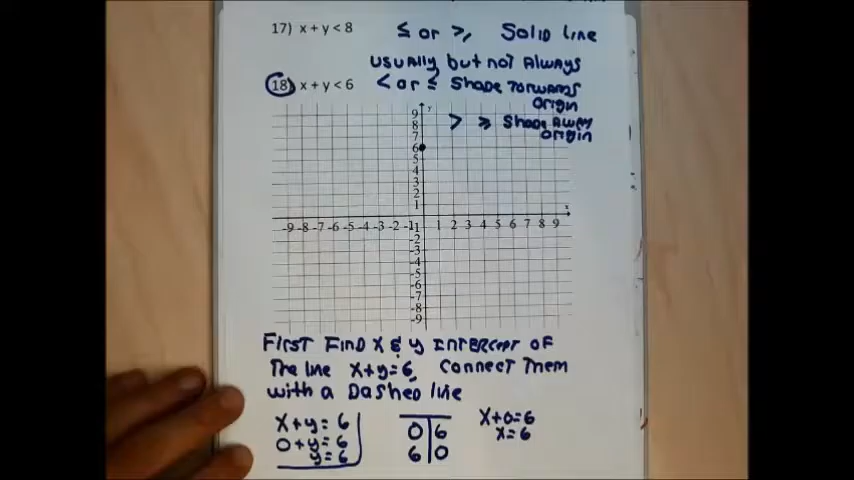 17) x + y < 8
≤ or ≥, Solid line
usually but not Always
18) x + y < 6
< or ≤ Shade Towards origin
> ≥ Shade Away origin
y
9
8
7
6
5
4
3
2
1
x
-9 -8 -7 -6 -5 -4 -3 -2 -1 1 2 3 4 5 6 7 8 9
-1
-2
-3
-4
-5
-6
-7
-8
-9
First Find x & y Intercept of
The line x+y=6, Connect Them
with a Dashed line
x+y=6
0+y=6
y=6
0 | 6
6 | 0
x+0=6
x=6